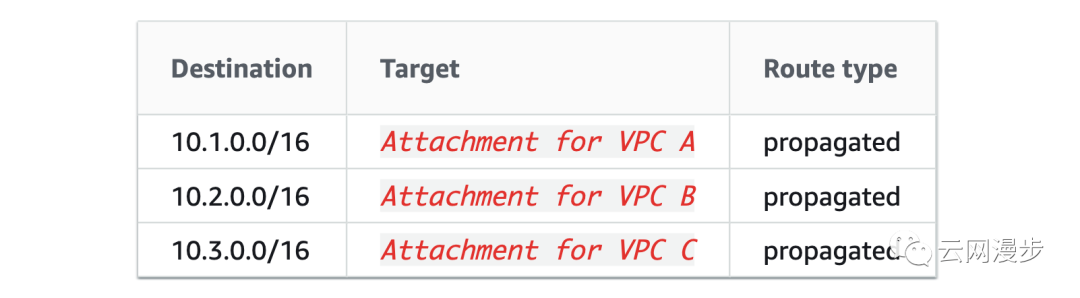 Destination Target Route type
10.1.0.0/16 Attachment for VPC A propagated
10.2.0.0/16 Attachment for VPC B propagated
10.3.0.0/16 Attachment for VPC C propagated
云网漫步